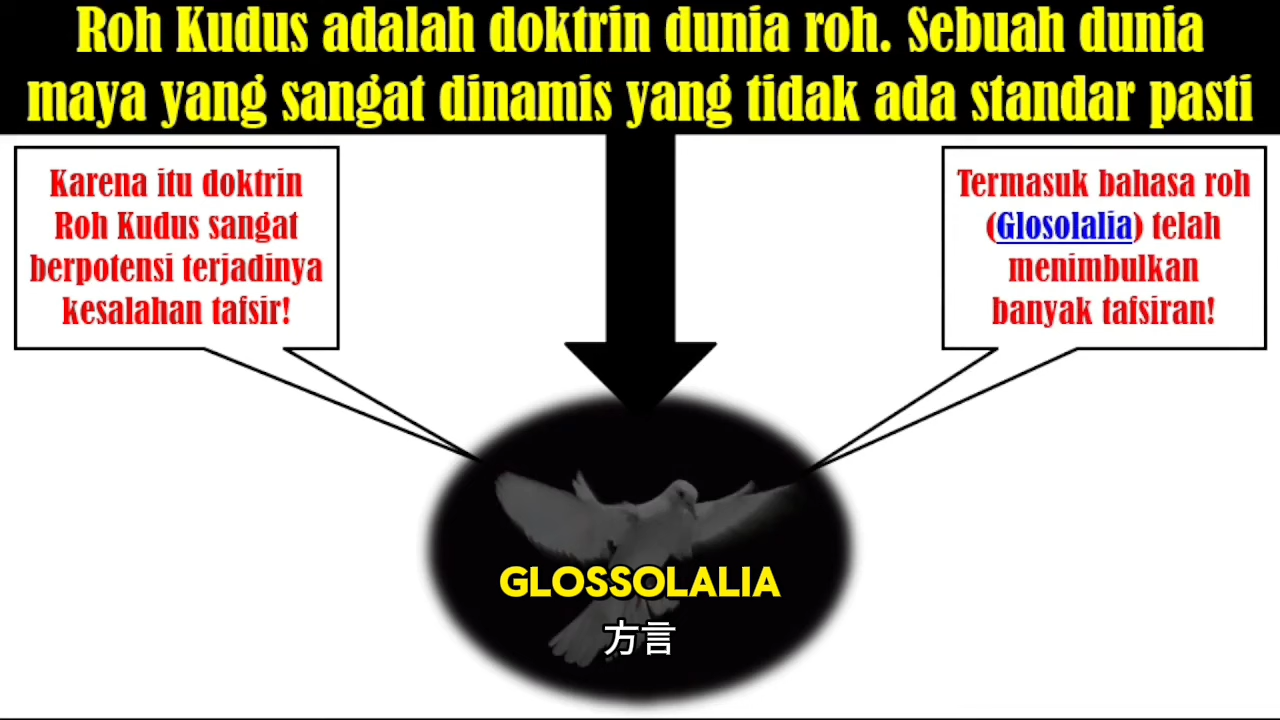 Roh Kudus adalah doktrin dunia roh. Sebuah dunia
maya yang sangat dinamis yang tidak ada standar pasti
Karena itu doktrin
Roh Kudus sangat
berpotensi terjadinya
kesalahan tafsir!
Termasuk bahasa roh
(Glosolalia) telah
menimbulkan
banyak tafsiran!
GLOSSOLALIA
方言